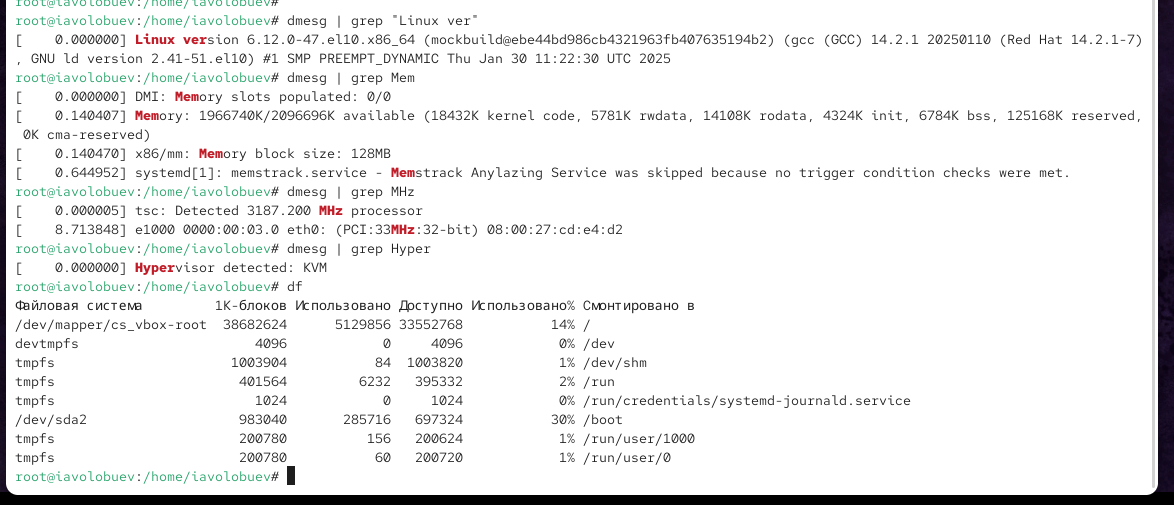 root@iavolobuev:/home/iavolobuev#
root@iavolobuev:/home/iavolobuev# dmesg | grep "Linux ver"
[    0.000000] Linux version 6.12.0-47.el10.x86_64 (mockbuild@ebe44bd986cb4321963fb407635194b2) (gcc (GCC) 14.2.1 20250110 (Red Hat 14.2.1-7)
, GNU ld version 2.41-51.el10) #1 SMP PREEMPT_DYNAMIC Thu Jan 30 11:22:30 UTC 2025
root@iavolobuev:/home/iavolobuev# dmesg | grep Mem
[    0.000000] DMI: Memory slots populated: 0/0
[    0.140407] Memory: 1966740K/2096696K available (18432K kernel code, 5781K rwdata, 14108K rodata, 4324K init, 6784K bss, 125168K reserved,
 0K cma-reserved)
[    0.140470] x86/mm: Memory block size: 128MB
[    0.644952] systemd[1]: memstrack.service - Memstrack Anylazing Service was skipped because no trigger condition checks were met.
root@iavolobuev:/home/iavolobuev# dmesg | grep MHz
[    0.000005] tsc: Detected 3187.200 MHz processor
[    8.713848] e1000 0000:00:03.0 eth0: (PCI:33MHz:32-bit) 08:00:27:cd:e4:d2
root@iavolobuev:/home/iavolobuev# dmesg | grep Hyper
[    0.000000] Hypervisor detected: KVM
root@iavolobuev:/home/iavolobuev# df
Файловая система         1K-блоков Использовано Доступно Использовано% Смонтировано в
/dev/mapper/cs_vbox-root  38682624      5129856 33552768           14% /
devtmpfs                      4096            0     4096            0% /dev
tmpfs                      1003904           84  1003820            1% /dev/shm
tmpfs                       401564         6232   395332            2% /run
tmpfs                         1024            0     1024            0% /run/credentials/systemd-journald.service
/dev/sda2                   983040       285716   697324           30% /boot
tmpfs                       200780          156   200624            1% /run/user/1000
tmpfs                       200780           60   200720            1% /run/user/0
root@iavolobuev:/home/iavolobuev#